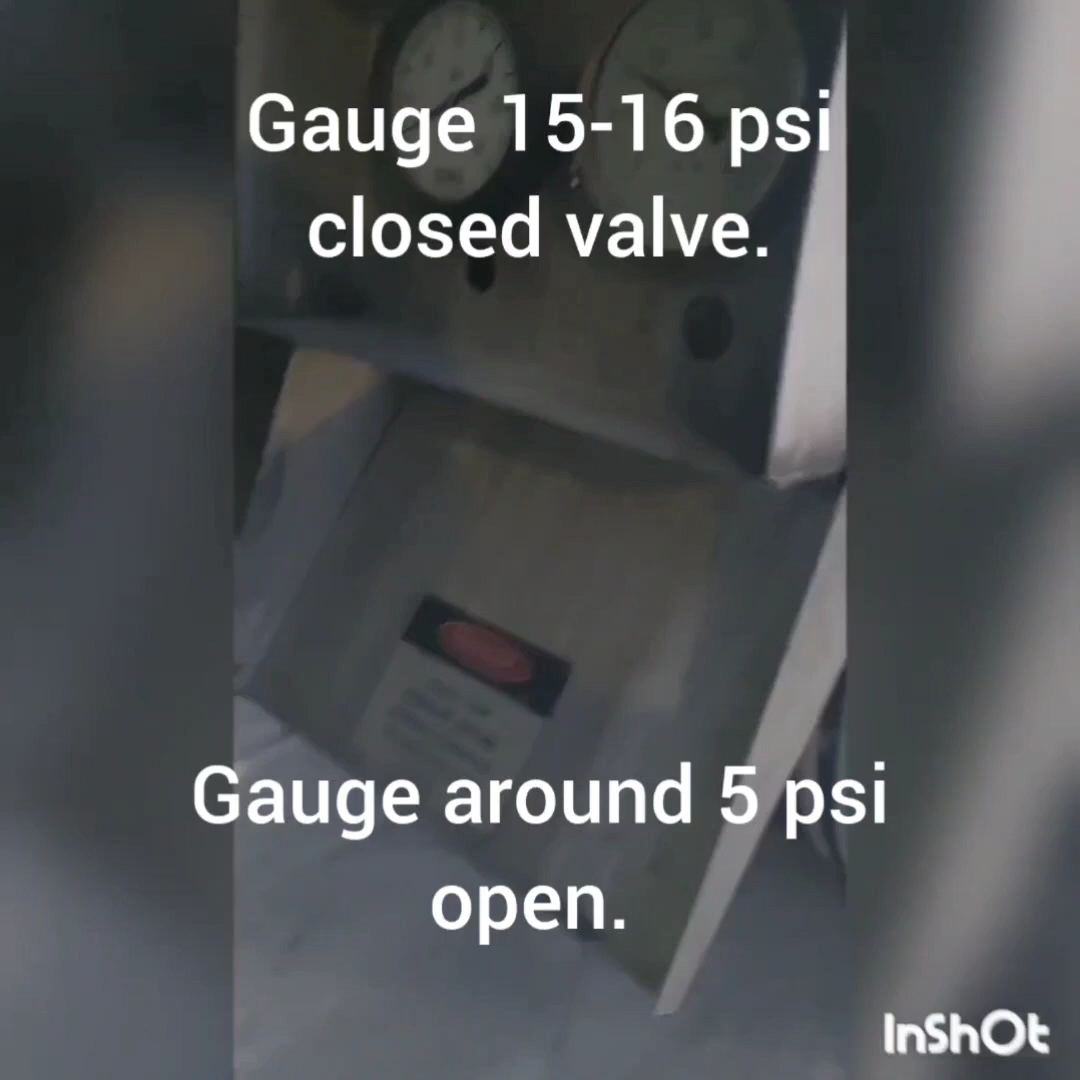 Gauge 15-16 psi
closed valve.
Gauge around 5 psi
open.
InShOt